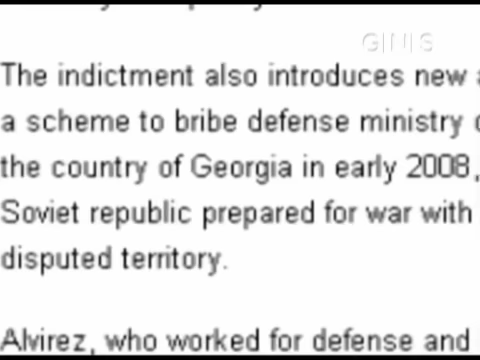 GINIS
The indictment also introduces new
a scheme to bribe defense ministry
the country of Georgia in early 2008,
Soviet republic prepared for war with
disputed territory.
Alvirez, who worked for defense and